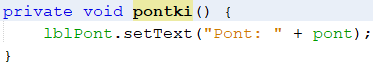 private void pontki() {
    lblPont.setText("Pont: " + pont);
}